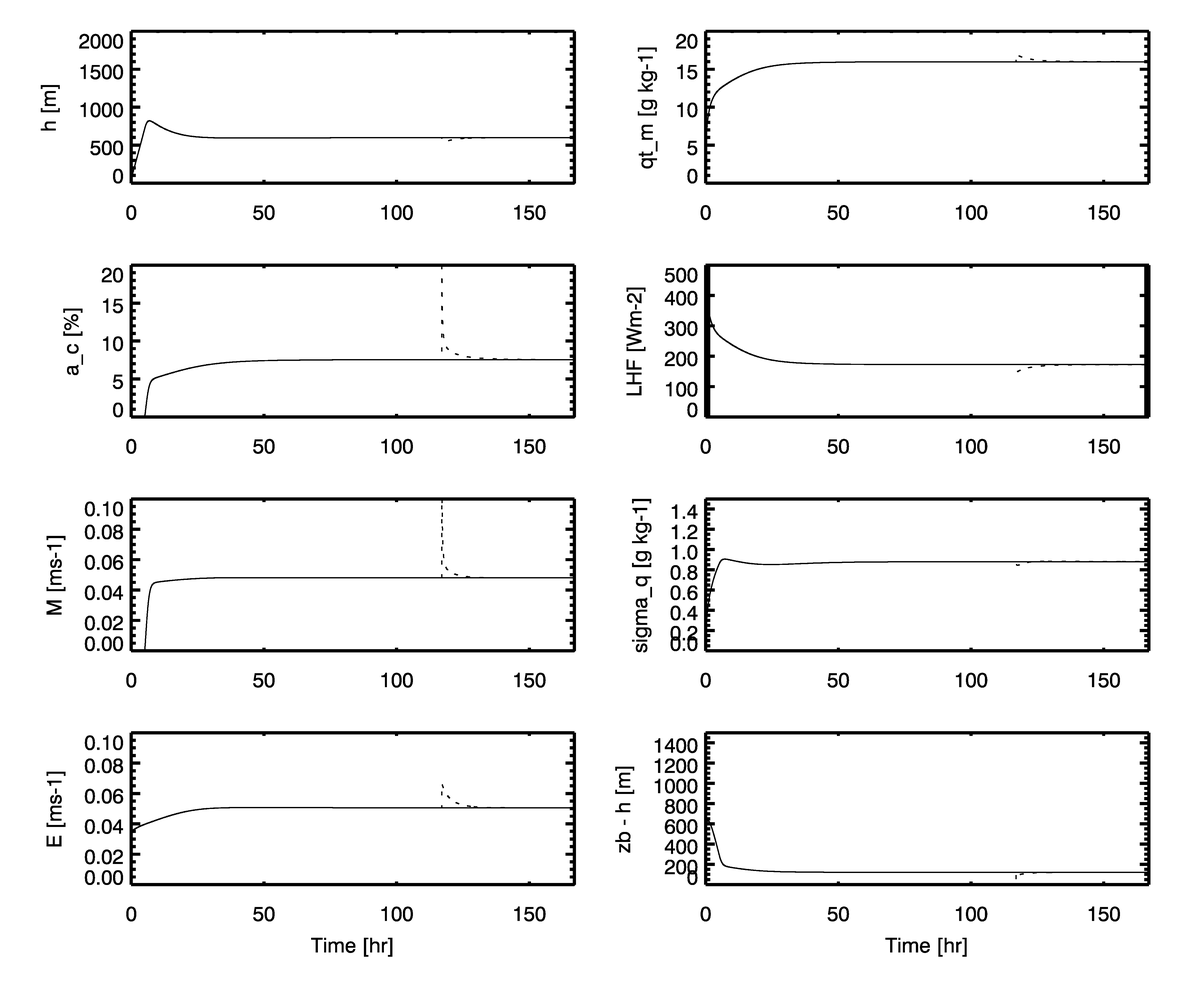 h [m]
2000
1500
1000
500
0
0 50 100 150
qt_m [g kg-1]
20
15
10
5
0
0 50 100 150
a_c [%]
20
15
10
5
0
0 50 100 150
LHF [Wm-2]
500
400
300
200
100
0
0 50 100 150
M [ms-1]
0.10
0.08
0.06
0.04
0.02
0.00
0 50 100 150
sigma_q [g kg-1]
1.4
1.2
1.0
0.8
0.6
0.4
0.2
0.0
0 50 100 150
E [ms-1]
0.10
0.08
0.06
0.04
0.02
0.00
0 50 100 150
Time [hr]
zb - h [m]
1400
1200
1000
800
600
400
200
0
0 50 100 150
Time [hr]